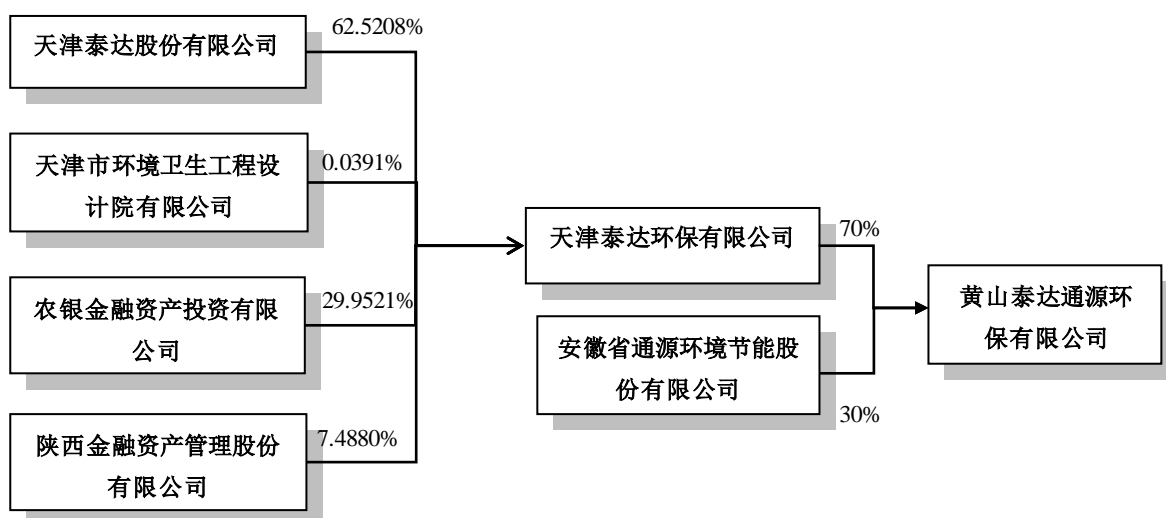 天津泰达股份有限公司
62.5208%
天津市环境卫生工程设
计院有限公司
0.0391%
农银金融资产投资有限
公司
29.9521%
陕西金融资产管理股份
有限公司
7.4880%
天津泰达环保有限公司
70%
安徽省通源环境节能股
份有限公司
30%
黄山泰达通源环
保有限公司